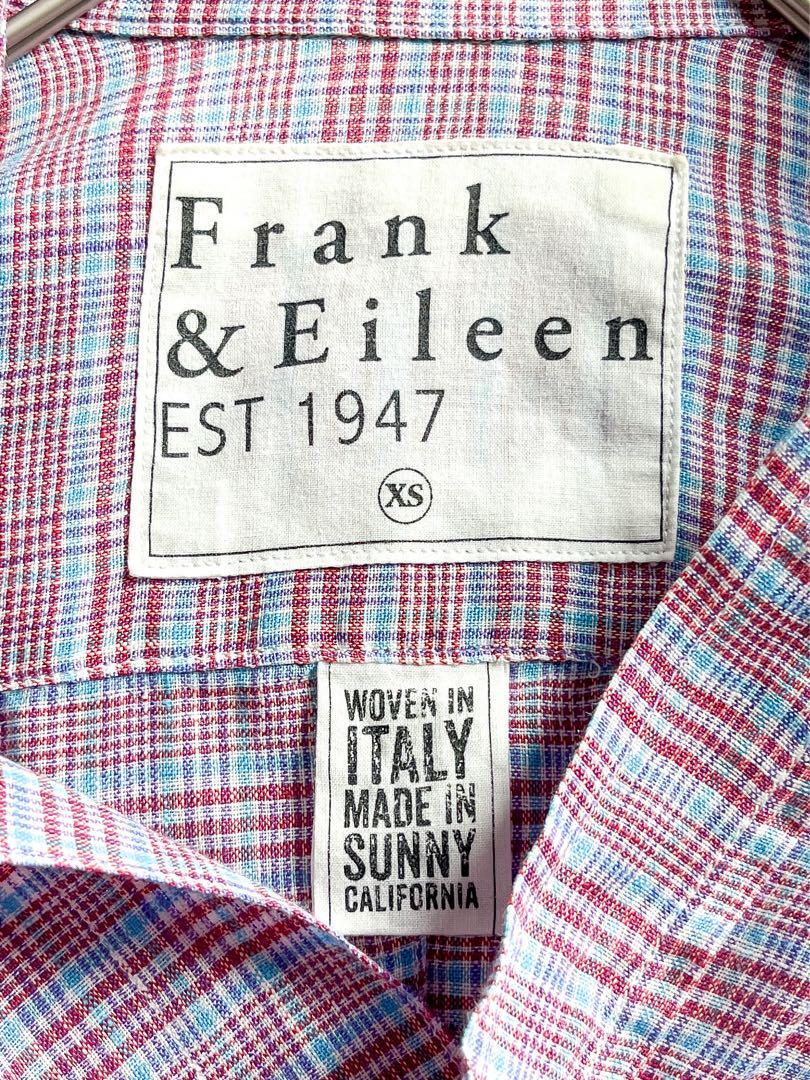 Frank
& Eileen
EST 1947
XS
WOVEN IN
ITALY
MADE IN
SUNNY
CALIFORNIA